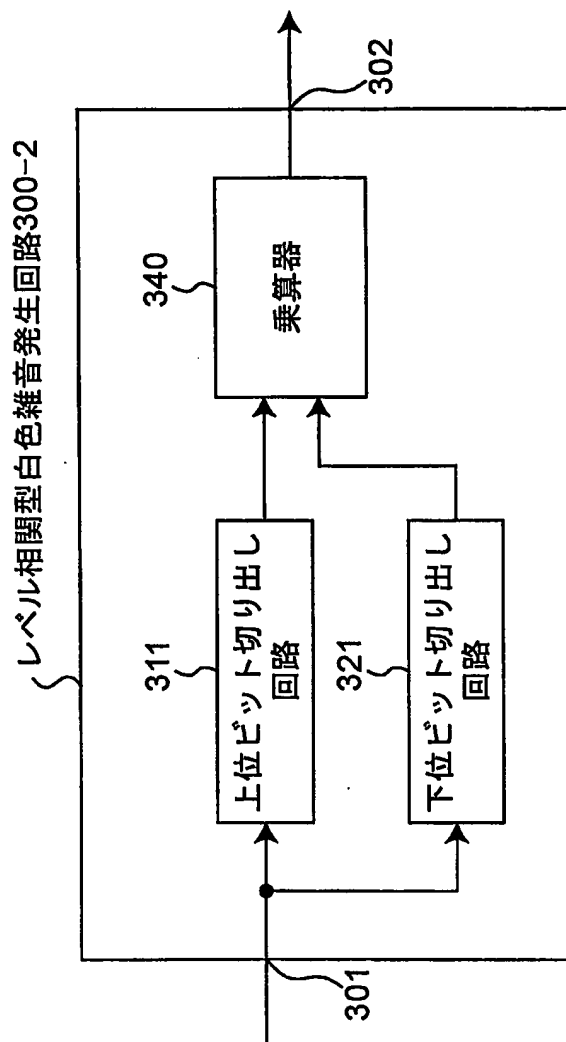 レベル相関型白色雑音発生回路300-2
301
311
上位ビット切り出し
回路
321
下位ビット切り出し
回路
340
乗算器
302